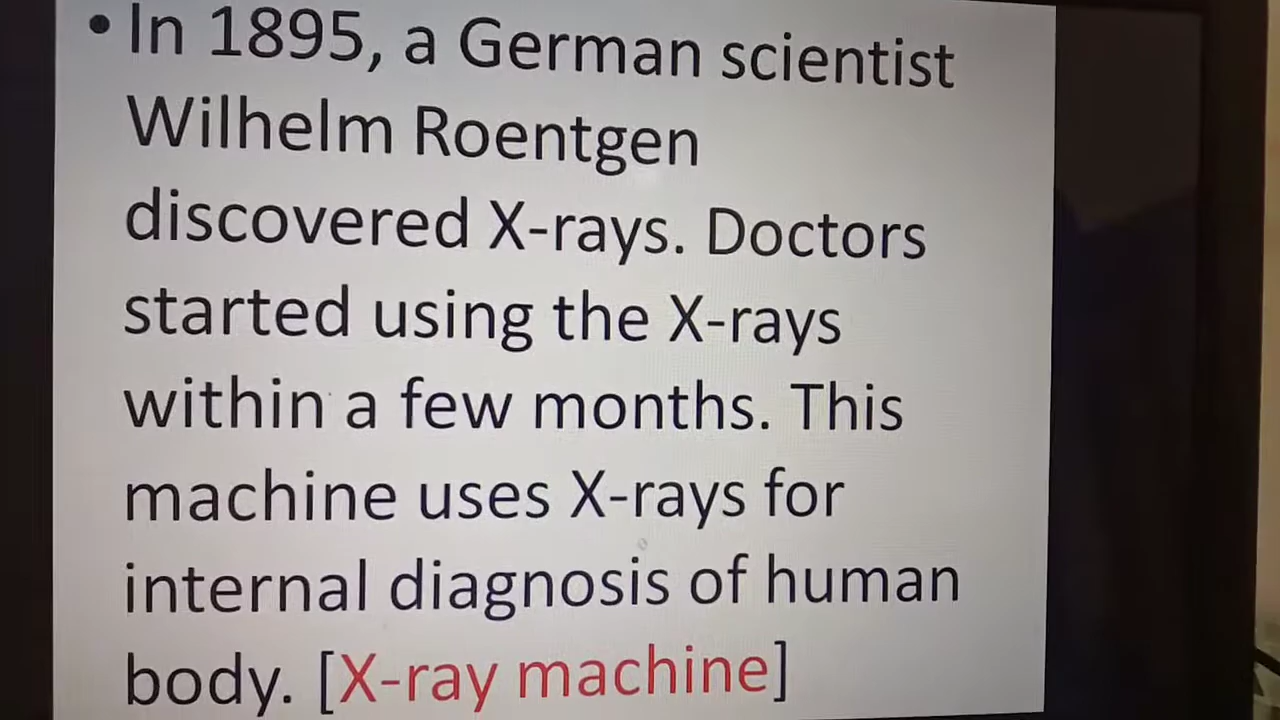 • In 1895, a German scientist
Wilhelm Roentgen
discovered X-rays. Doctors
started using the X-rays
within a few months. This
machine uses X-rays for
internal diagnosis of human
body. [X-ray machine]